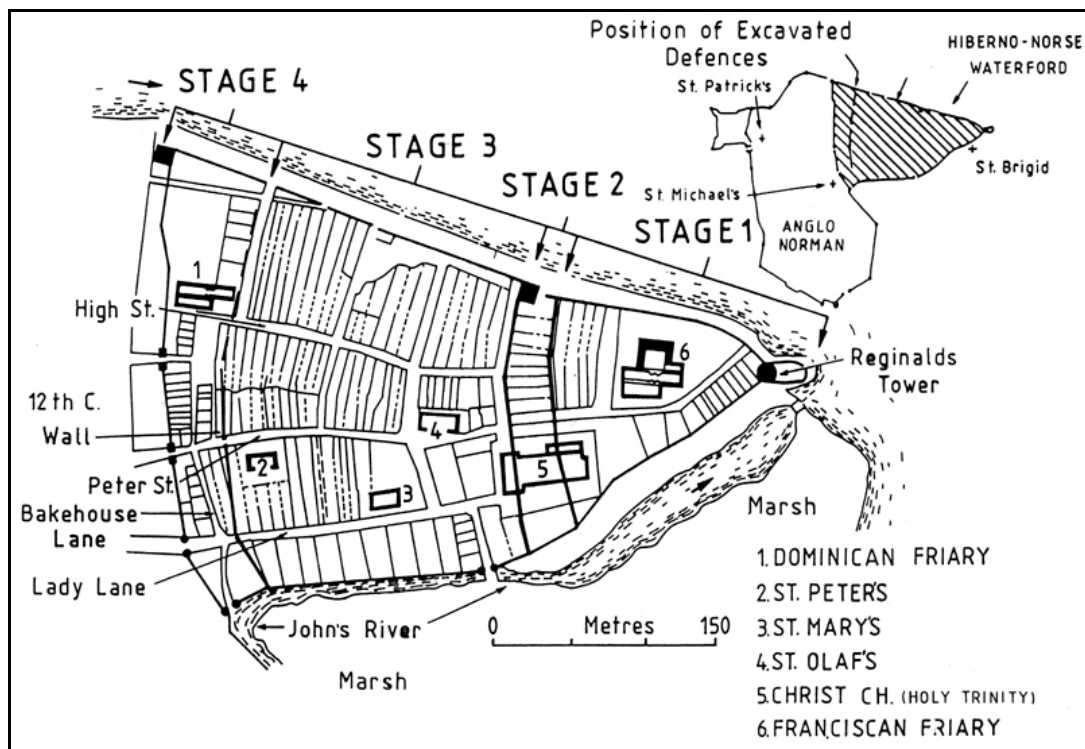 Position of Excavated
Defences
HIBERNO-NORSE
WATERFORD
St. Patrick's
St. Brigid
St. Michael's
ANGLO
NORMAN
STAGE 4
STAGE 3
STAGE 2
STAGE 1
1
High St.
6
Reginalds
Tower
12th C.
Wall
4
2
3
5
Peter St.
Bakehouse
Lane
Lady Lane
Marsh
John's River
0 Metres 150
Marsh
1. DOMINICAN FRIARY
2. ST. PETER'S
3. ST. MARY'S
4. ST. OLAF'S
5. CHRIST CH. (HOLY TRINITY)
6. FRANCISCAN FRIARY